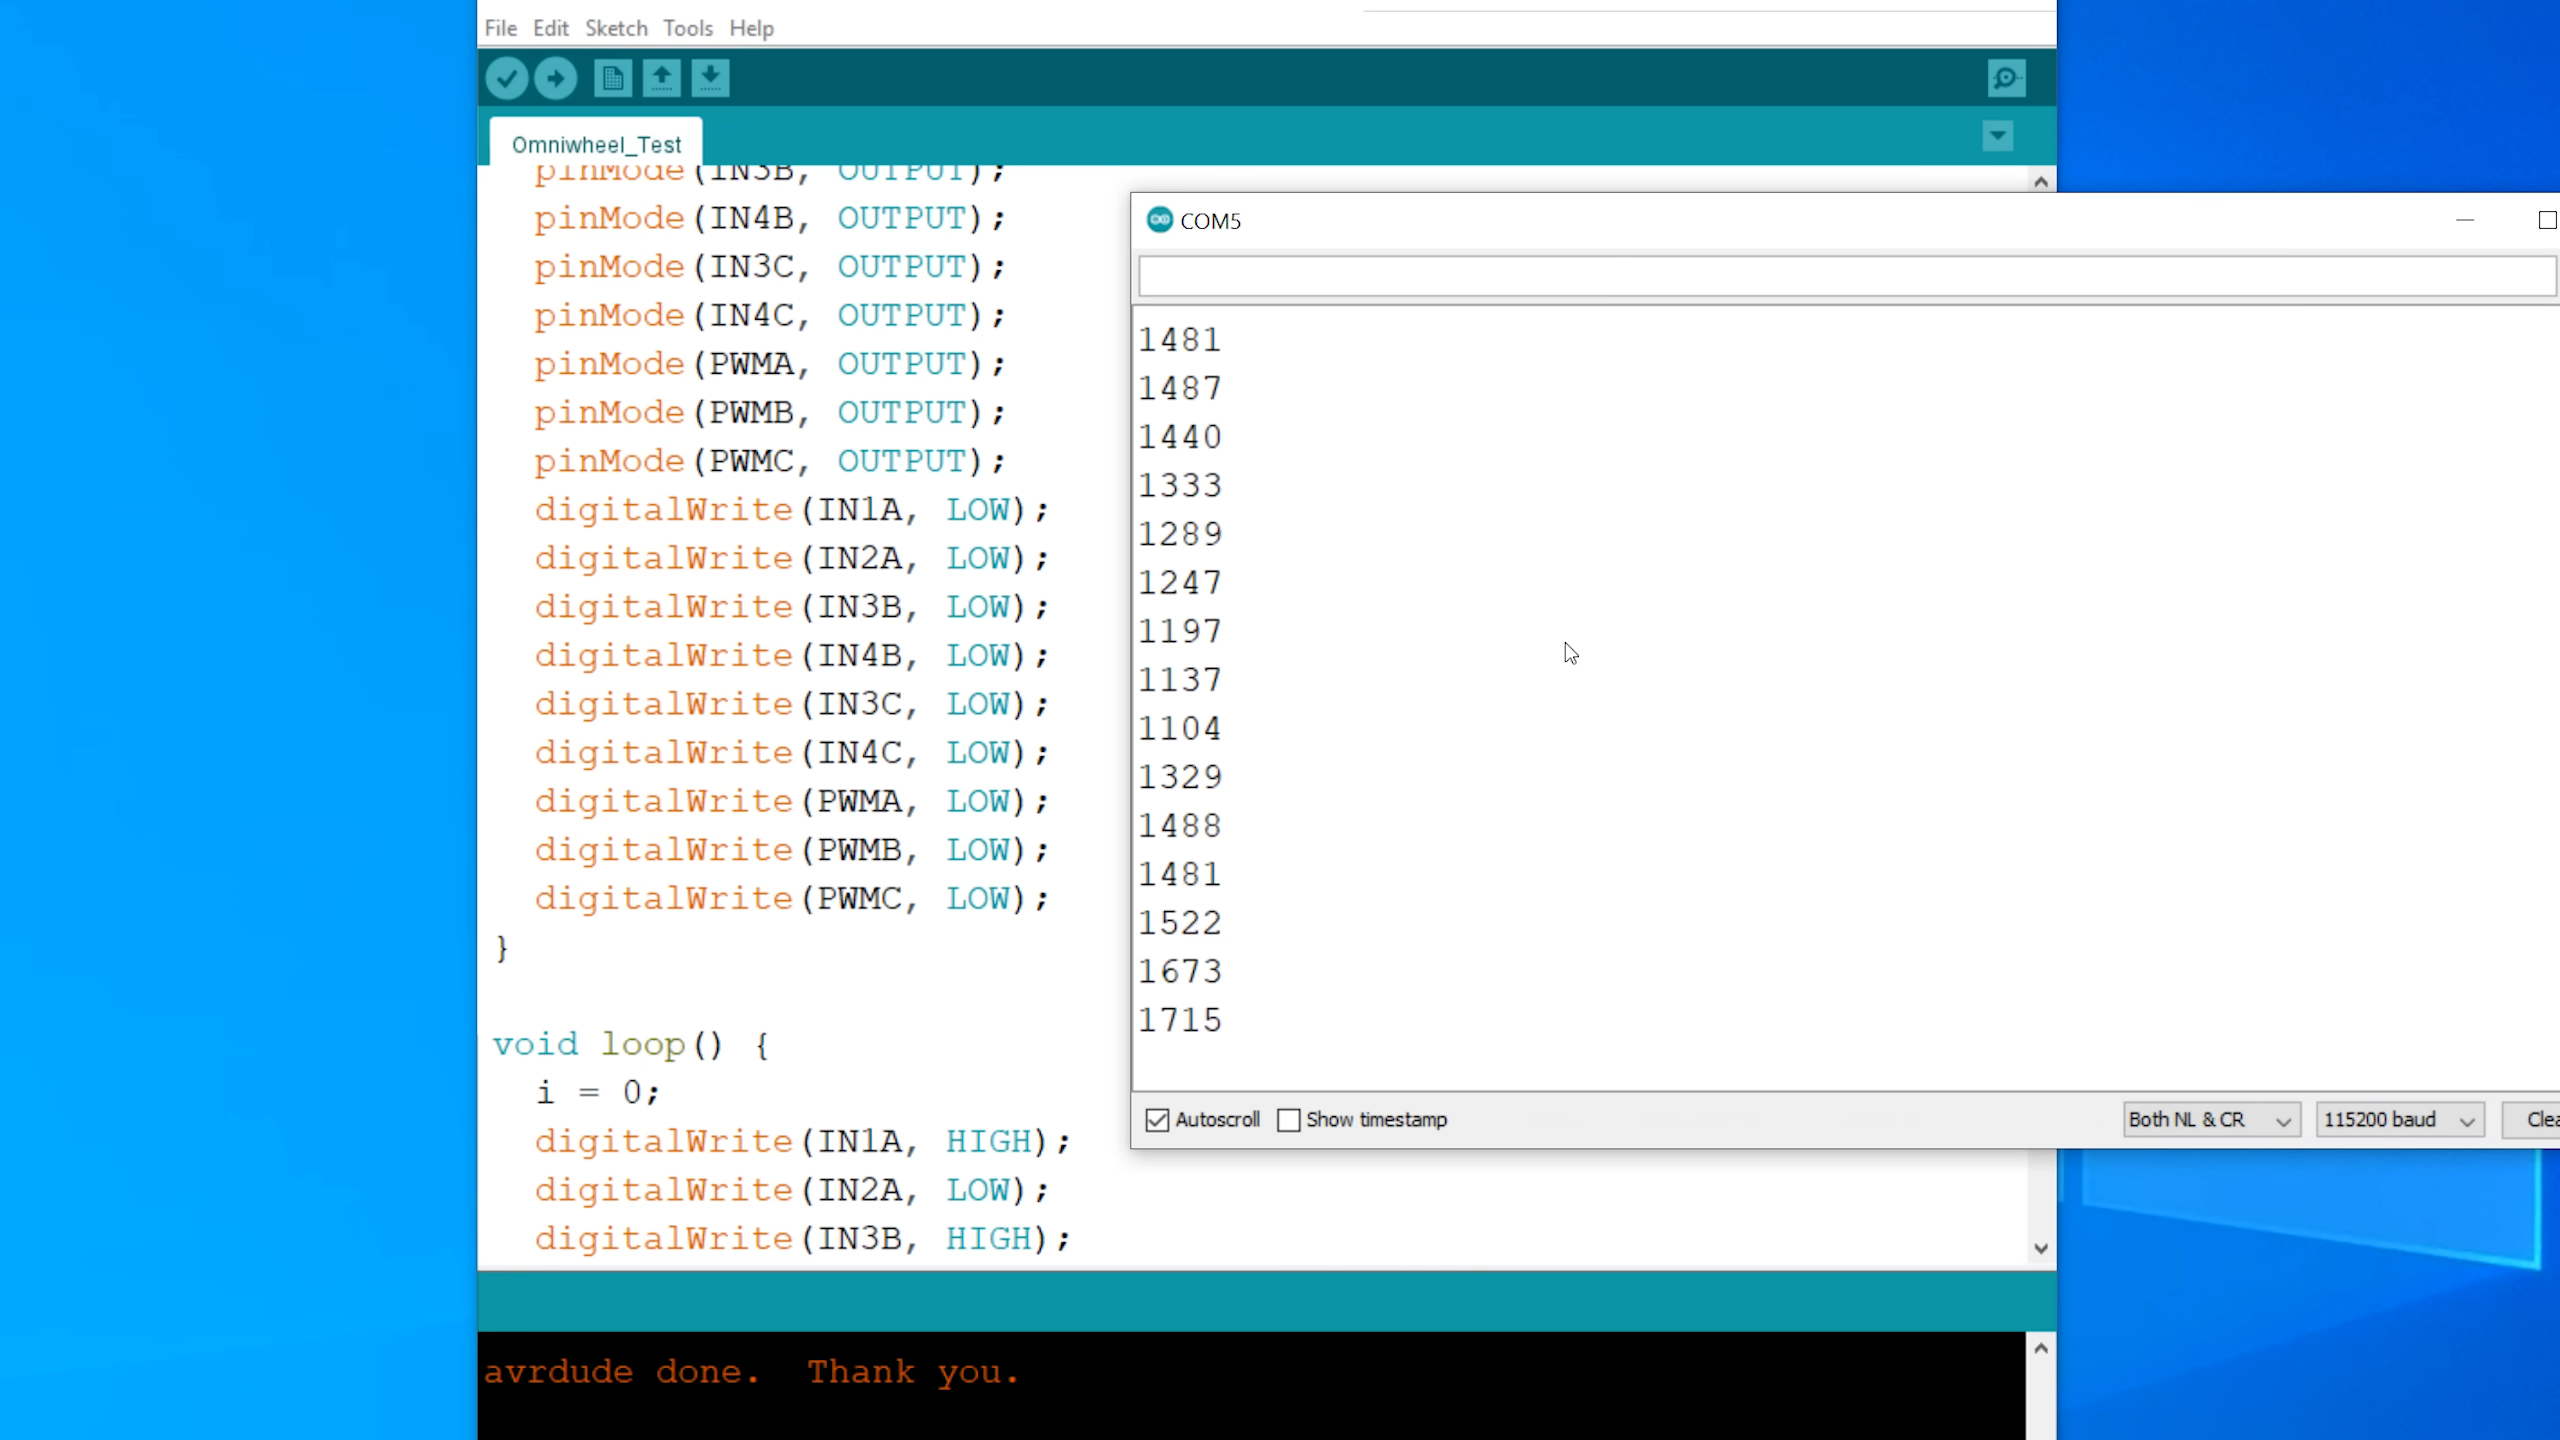 File Edit Sketch Tools Help
Omniwheel_Test
pinMode(IN3B, OUTPUT);
pinMode(IN4B, OUTPUT);
pinMode(IN3C, OUTPUT);
pinMode(IN4C, OUTPUT);
pinMode(PWMA, OUTPUT);
pinMode(PWMB, OUTPUT);
pinMode(PWMC, OUTPUT);
digitalWrite(IN1A, LOW);
digitalWrite(IN2A, LOW);
digitalWrite(IN3B, LOW);
digitalWrite(IN4B, LOW);
digitalWrite(IN3C, LOW);
digitalWrite(IN4C, LOW);
digitalWrite(PWMA, LOW);
digitalWrite(PWMB, LOW);
digitalWrite(PWMC, LOW);
}
void loop() {
i = 0;
digitalWrite(IN1A, HIGH);
digitalWrite(IN2A, LOW);
digitalWrite(IN3B, HIGH);
avrdude done.  Thank you.
COM5
1481
1487
1440
1333
1289
1247
1197
1137
1104
1329
1488
1481
1522
1673
1715
Autoscroll Show timestamp
Both NL & CR
115200 baud
Clea